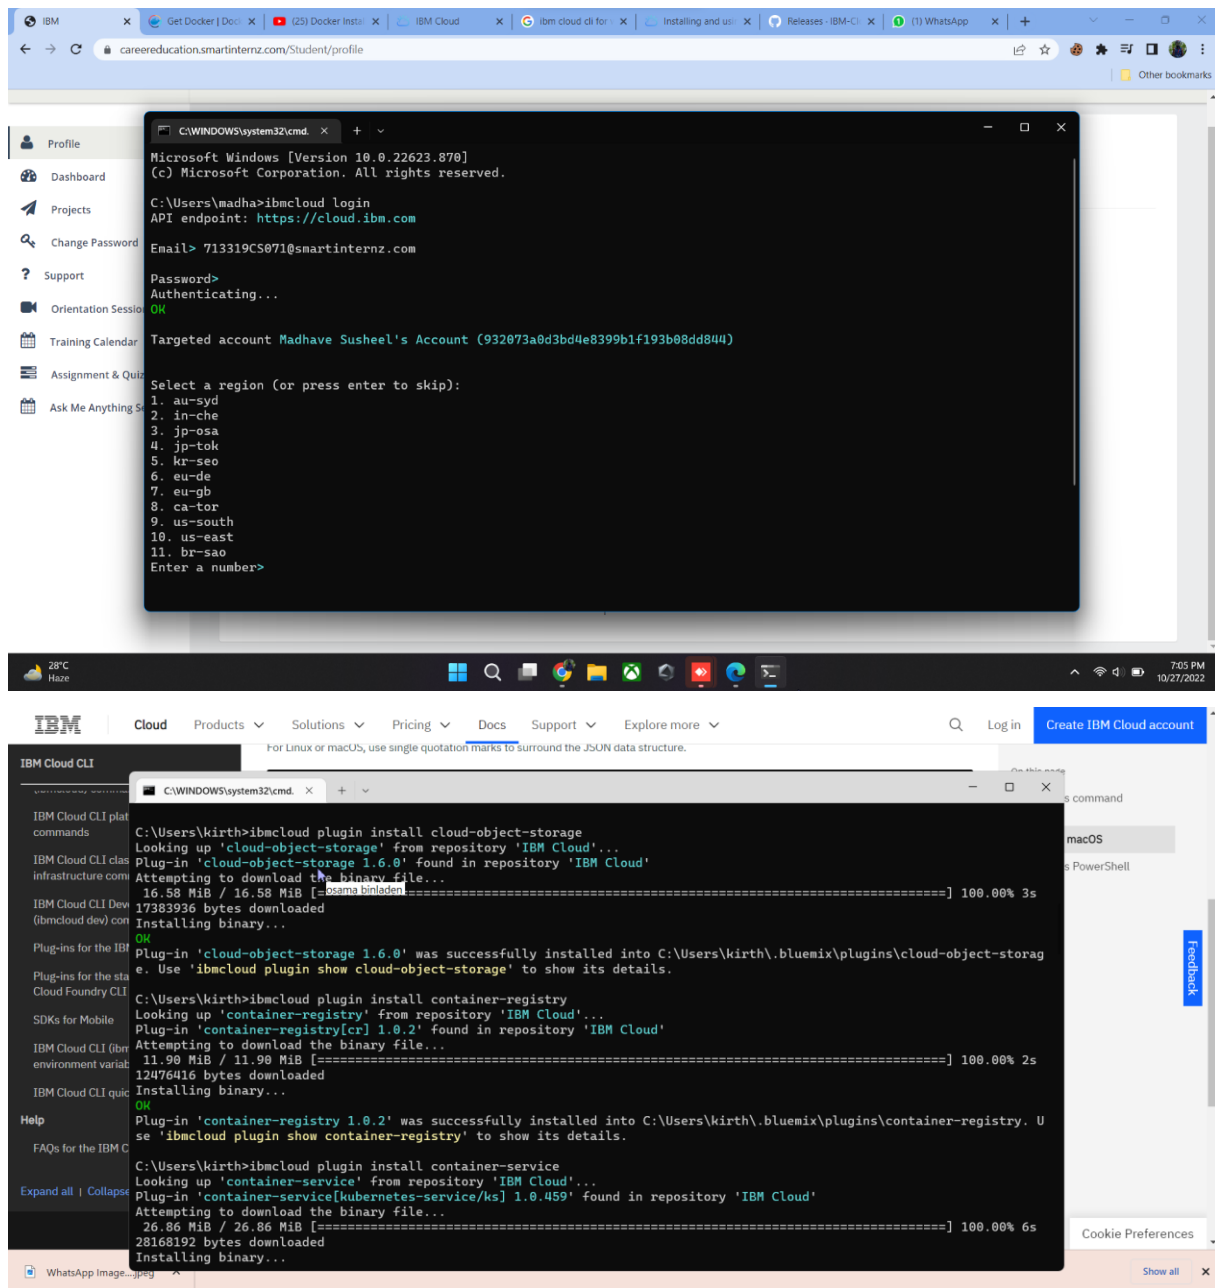 IBM
Get Docker | Doc
(25) Docker Instal
IBM Cloud
ibm cloud cli for
Installing and usi
Releases · IBM-Cl
(1) WhatsApp
careereducation.smartinternz.com/Student/profile
Other bookmarks
Profile
Dashboard
Projects
Change Password
Support
Orientation Sessio
Training Calendar
Assignment & Quiz
Ask Me Anything Se
C:\WINDOWS\system32\cmd.
Microsoft Windows [Version 10.0.22623.870]
(c) Microsoft Corporation. All rights reserved.
C:\Users\madha>ibmcloud login
API endpoint: https://cloud.ibm.com
Email> 713319CS071@smartinternz.com
Password>
Authenticating...
OK
Targeted account Madhave Susheel's Account (932073a0d3bd4e8399b1f193b08dd844)
Select a region (or press enter to skip):
1. au-syd
2. in-che
3. jp-osa
4. jp-tok
5. kr-seo
6. eu-de
7. eu-gb
8. ca-tor
9. us-south
10. us-east
11. br-sao
Enter a number>
28°C
Haze
7:05 PM
10/27/2022
IBM Cloud Products Solutions Pricing Docs Support Explore more Log in Create IBM Cloud account
For Linux or macOS, use single quotation marks to surround the JSON data structure.
IBM Cloud CLI
On this page
s command
macOS
s PowerShell
IBM Cloud CLI plat
commands
IBM Cloud CLI clas
infrastructure com
IBM Cloud CLI Dev
(ibmcloud dev) com
Plug-ins for the IBM
Plug-ins for the sta
Cloud Foundry CLI
SDKs for Mobile
IBM Cloud CLI (ibm
environment variab
IBM Cloud CLI quic
Help
FAQs for the IBM C
Expand all | Collapse
C:\WINDOWS\system32\cmd.
C:\Users\kirth>ibmcloud plugin install cloud-object-storage
Looking up 'cloud-object-storage' from repository 'IBM Cloud'...
Plug-in 'cloud-object-storage 1.6.0' found in repository 'IBM Cloud'
Attempting to download the binary file...
16.58 MiB / 16.58 MiB [=====================================================] 100.00% 3s
osama binladen
17383936 bytes downloaded
Installing binary...
OK
Plug-in 'cloud-object-storage 1.6.0' was successfully installed into C:\Users\kirth\.bluemix\plugins\cloud-object-storag
e. Use 'ibmcloud plugin show cloud-object-storage' to show its details.
C:\Users\kirth>ibmcloud plugin install container-registry
Looking up 'container-registry' from repository 'IBM Cloud'...
Plug-in 'container-registry[cr] 1.0.2' found in repository 'IBM Cloud'
Attempting to download the binary file...
11.90 MiB / 11.90 MiB [=====================================================] 100.00% 2s
12476416 bytes downloaded
Installing binary...
OK
Plug-in 'container-registry 1.0.2' was successfully installed into C:\Users\kirth\.bluemix\plugins\container-registry. U
se 'ibmcloud plugin show container-registry' to show its details.
C:\Users\kirth>ibmcloud plugin install container-service
Looking up 'container-service' from repository 'IBM Cloud'...
Plug-in 'container-service[kubernetes-service/ks] 1.0.459' found in repository 'IBM Cloud'
Attempting to download the binary file...
26.86 MiB / 26.86 MiB [=====================================================] 100.00% 6s
28168192 bytes downloaded
Installing binary...
Feedback
Cookie Preferences
WhatsApp Image....jpeg
Show all